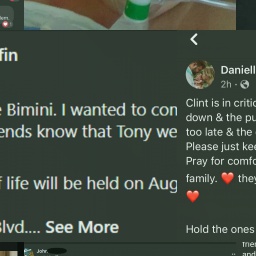 fin
e Bimini. I wanted to con
ends know that Tony we
f life will be held on Aug
Blvd.... See More
Daniell
2h
Clint is in critic
down & the pu
too late & the
Please just kee
Pray for comfo
family. ❤️ they
❤️
Hold the ones
John